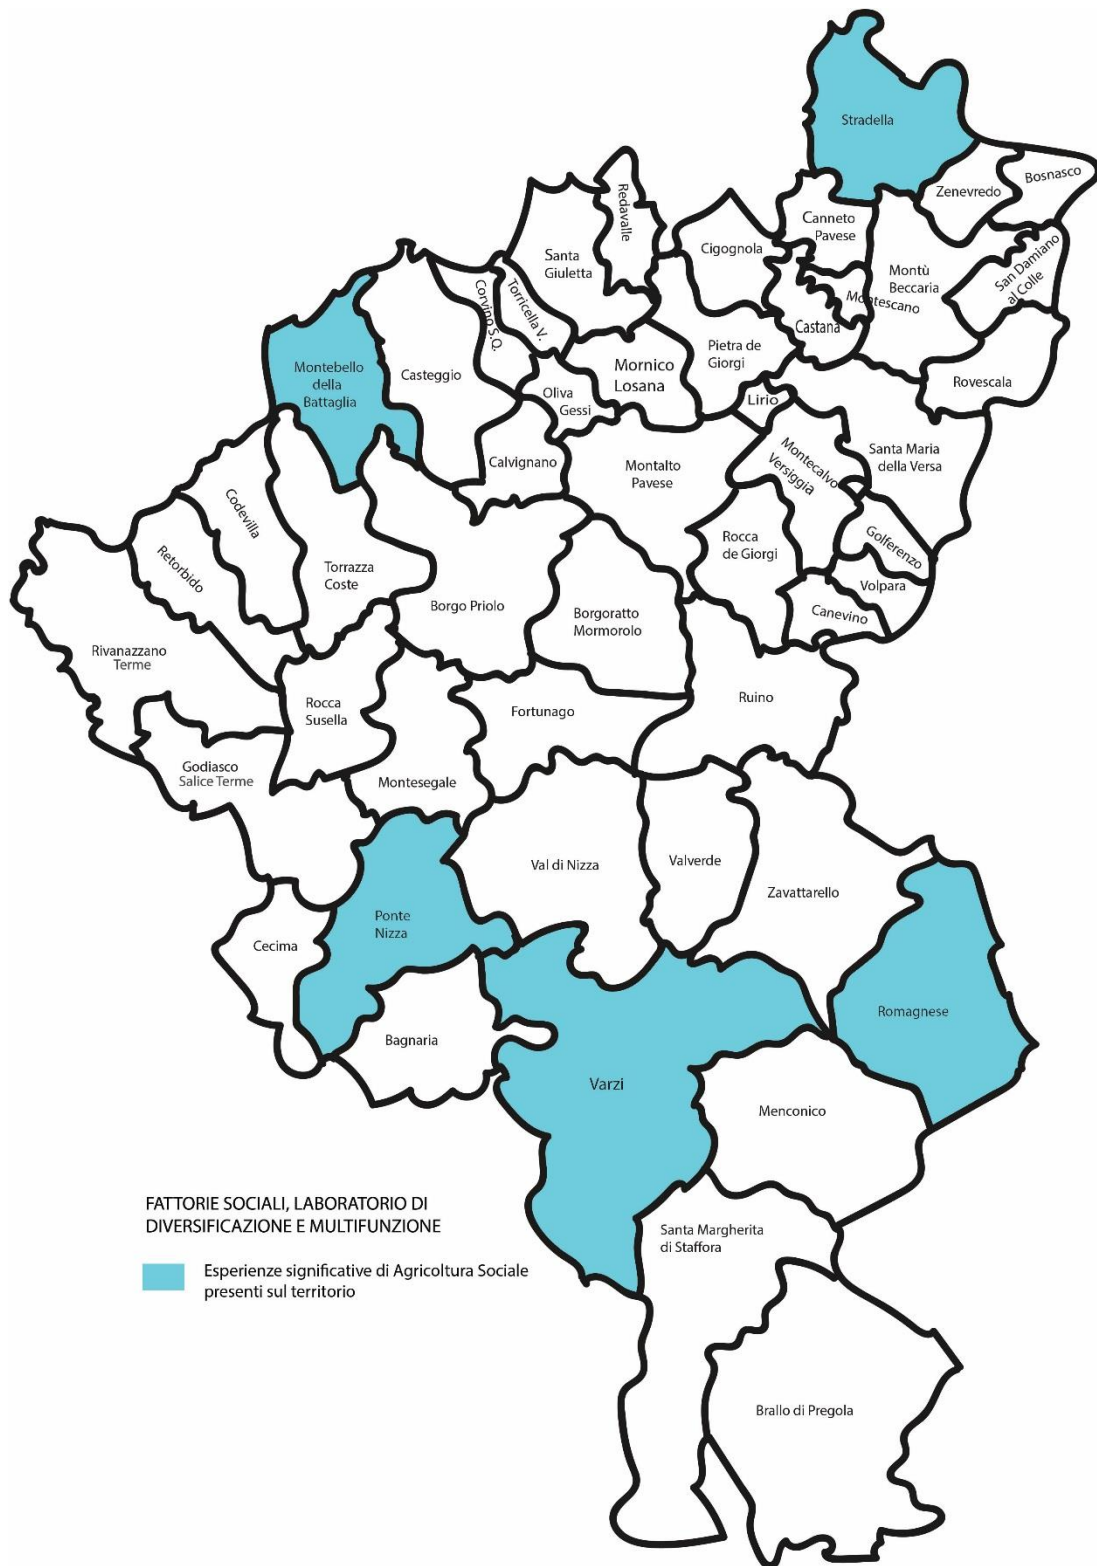 Stradella
Bosnasco
Zenevredo
Redavalle
Canneto
Pavese
Cigognola
Santa
Giuletta
San Damiano
al Colle
Montù
Beccaria
Montescano
Corvino S.Q.
Torricella V.
Castana
Pietra de
Giorgi
Montebello
della
Battaglia
Casteggio
Mornico
Losana
Rovescala
Oliva
Gessi
Lirio
Santa Maria
della Versa
Calvignano
Montalto
Pavese
Montecalvo
Versiggia
Codevilla
Rocca
de Giorgi
Golferenzo
Retorbido
Torrazza
Coste
Volpara
Borgo Priolo
Borgoratto
Mormorolo
Canevino
Rivanazzano
Terme
Rocca
Susella
Fortunago
Ruino
Godiasco
Salice Terme
Montesegale
Val di Nizza
Valverde
Zavattarello
Ponte
Nizza
Cecima
Romagnese
Bagnaria
Varzi
Menconico
FATTORIE SOCIALI, LABORATORIO DI
DIVERSIFICAZIONE E MULTIFUNZIONE
Santa Margherita
di Staffora
Esperienze significative di Agricoltura Sociale
presenti sul territorio
Brallo di Pregola